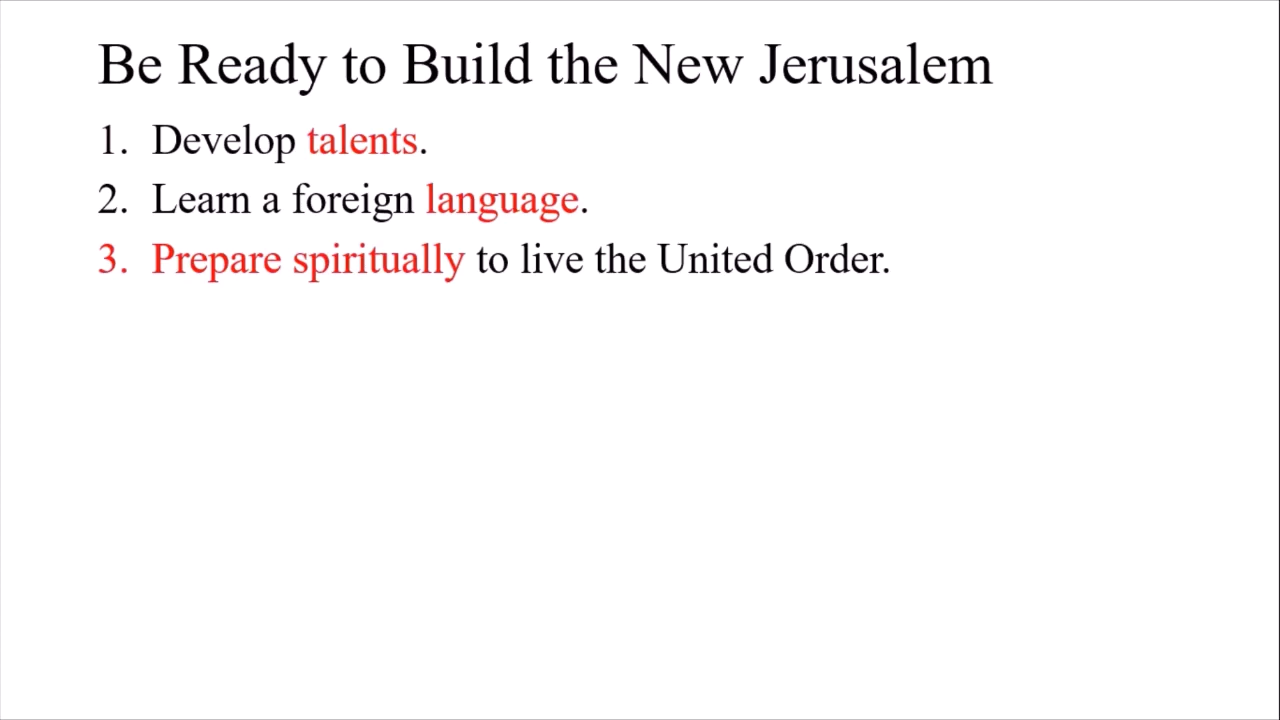 Be Ready to Build the New Jerusalem
1. Develop talents.
2. Learn a foreign language.
3. Prepare spiritually to live the United Order.